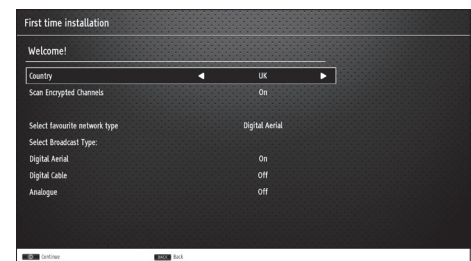 First time installation
Welcome!
Country UK
Scan Encrypted Channels On
Select favourite network type Digital Aerial
Select Broadcast Type:
Digital Aerial On
Digital Cable Off
Analogue Off
Continue BACK Back